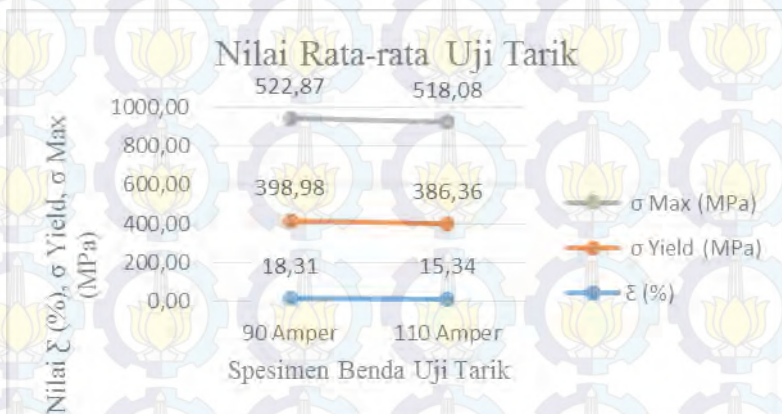 Nilai Rata-rata Uji Tarik
522,87 518,08
1000,00
800,00
600,00
398,98 386,36
400,00
200,00
18,31 15,34
0,00
90 Amper 110 Amper
Spesimen Benda Uji Tarik
Nilai Σ (%), σ Yield, σ Max
(MPa)
σ Max (MPa)
σ Yield (MPa)
Σ (%)